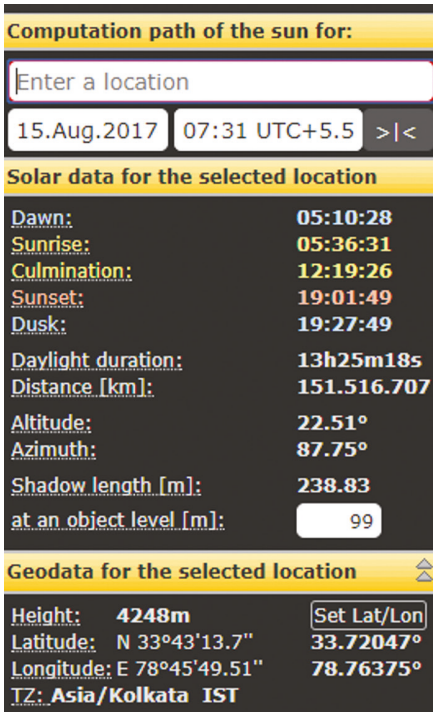 Computation path of the sun for:
Enter a location
15.Aug.2017 07:31 UTC+5.5 >|<
Solar data for the selected location
Dawn: 05:10:28
Sunrise: 05:36:31
Culmination: 12:19:26
Sunset: 19:01:49
Dusk: 19:27:49
Daylight duration: 13h25m18s
Distance [km]: 151.516.707
Altitude: 22.51°
Azimuth: 87.75°
Shadow length [m]: 238.83
at an object level [m]: 99
Geodata for the selected location
Height: 4248m Set Lat/Lon
Latitude: N 33°43'13.7'' 33.72047°
Longitude: E 78°45'49.51'' 78.76375°
TZ: Asia/Kolkata IST